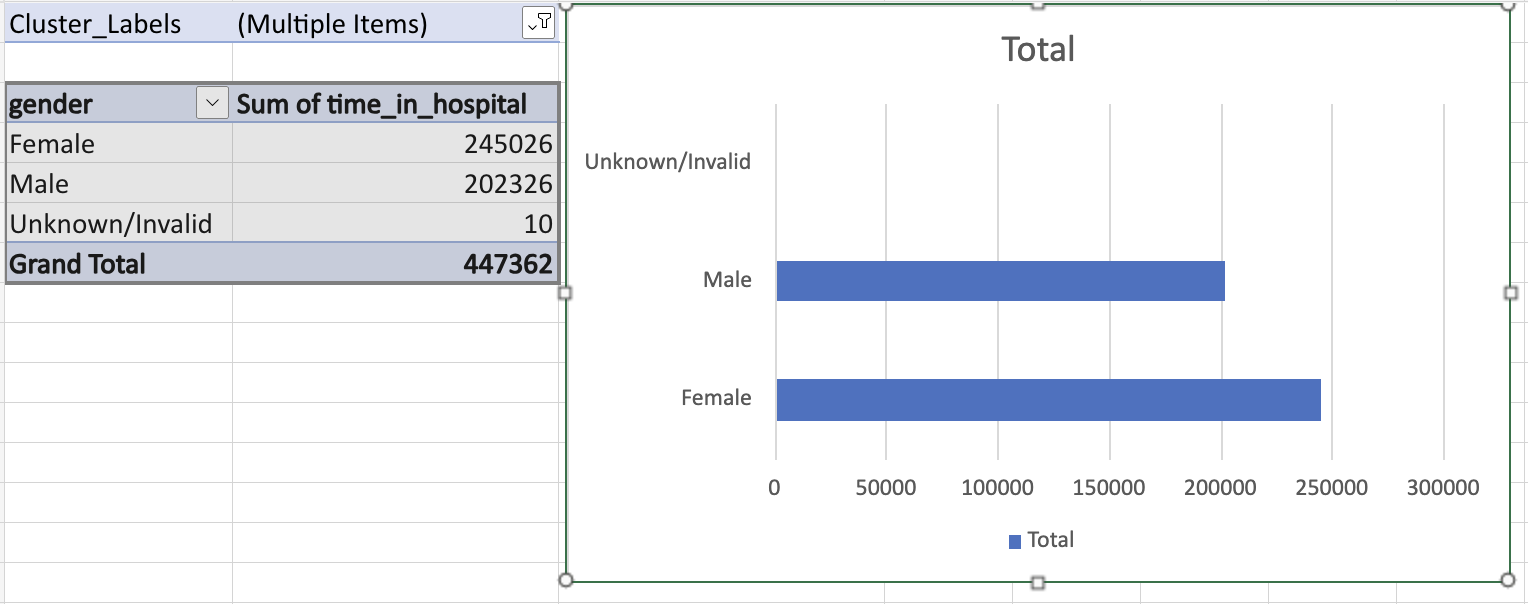 Cluster_Labels (Multiple Items)
gender Sum of time_in_hospital
Female 245026
Male 202326
Unknown/Invalid 10
Grand Total 447362
Total
Unknown/Invalid
Male
Female
0 50000 100000 150000 200000 250000 300000
Total